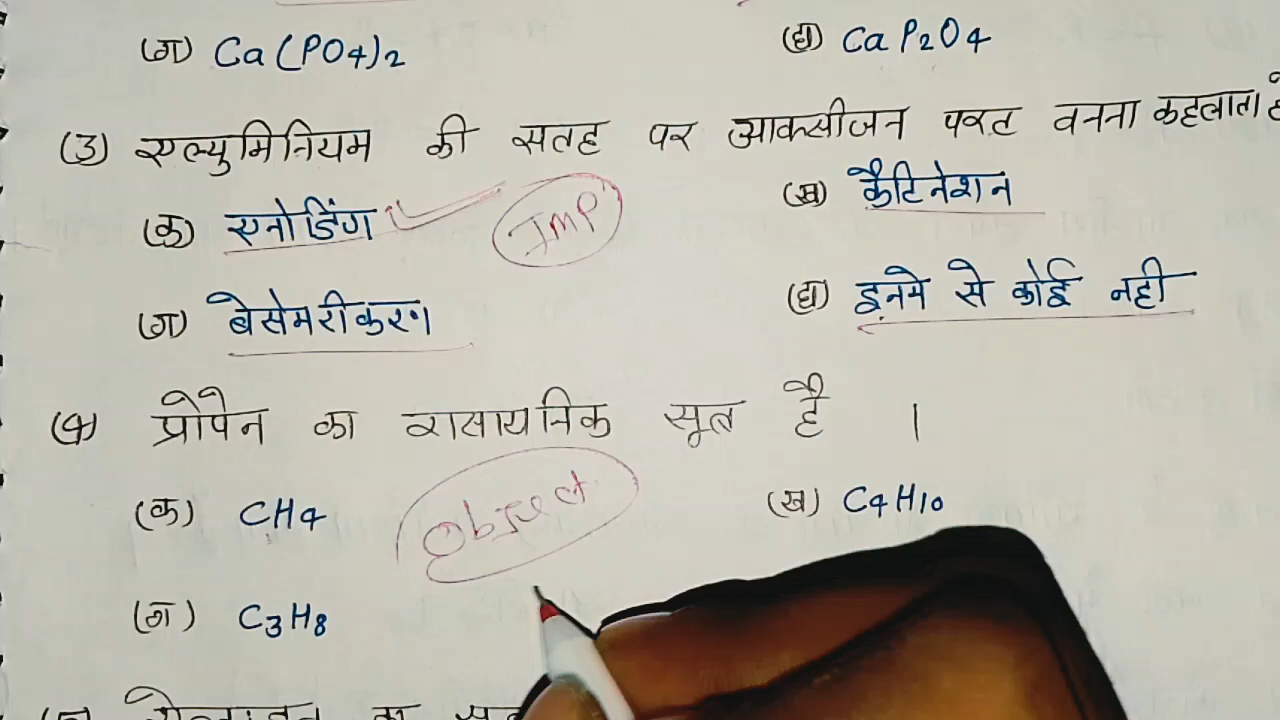 (ग) Ca(PO4)2 (घ) CaP2O4
(3) एल्युमिनियम की सतह पर आक्सीजन परत वनना कहलाता है
(क) एनोडिंग IMP (ख) कैटिनेशन
(ग) बेसेमरीकरण (घ) इनमे से कोई नही
(4) प्रोपेन का रासायनिक सूत्र है ।
(क) CH4 Object (ख) C4H10
(ग) C3H8